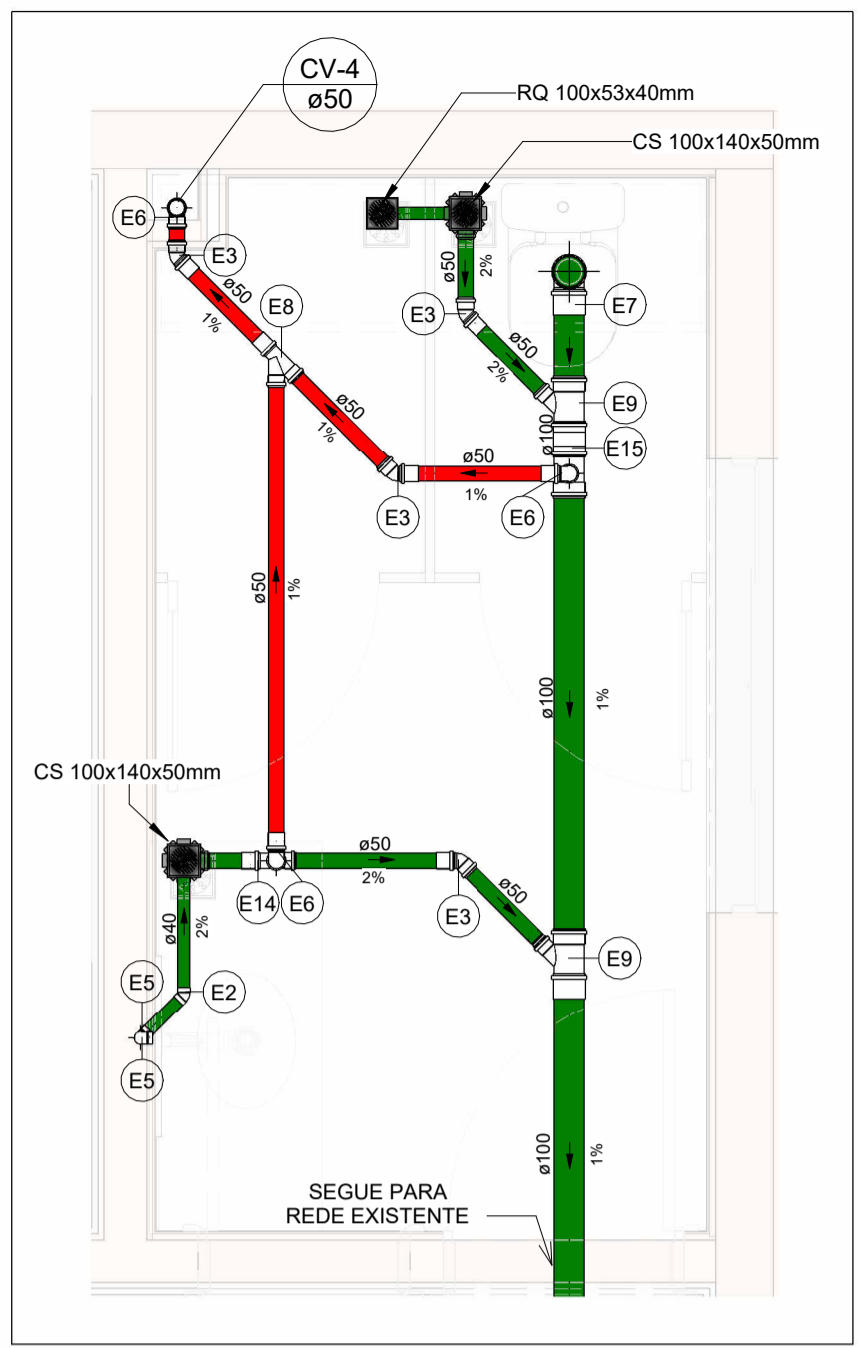 CV-4
ø50
RQ 100x53x40mm
CS 100x140x50mm
E6
E3
ø50
1%
E8
ø50
2%
E3
ø50
2%
E7
E9
ø100
E15
ø50
1%
ø50
1%
E3
E6
ø50
1%
ø100
1%
CS 100x140x50mm
ø50
2%
E14
E6
E3
ø50
E9
ø40
2%
E5
E2
E5
ø100
1%
SEGUE PARA
REDE EXISTENTE